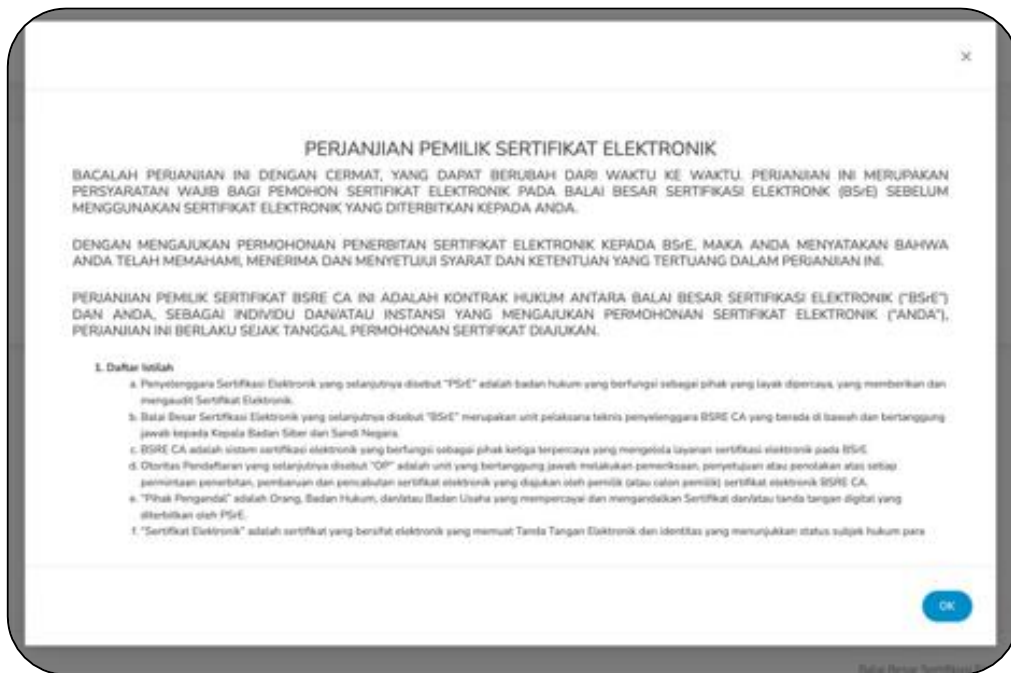 ×
PERJANJIAN PEMILIK SERTIFIKAT ELEKTRONIK
BACALAH PERJANJIAN INI DENGAN CERMAT, YANG DAPAT BERUBAH DARI WAKTU KE WAKTU. PERJANJIAN INI MERUPAKAN
PERSYARATAN WAJIB BAGI PEMOHON SERTIFIKAT ELEKTRONIK PADA BALAI BESAR SERTIFIKASI ELEKTRONK (BSrE) SEBELUM
MENGGUNAKAN SERTIFIKAT ELEKTRONIK YANG DITERBITKAN KEPADA ANDA.
DENGAN MENGAJUKAN PERMOHONAN PENERBITAN SERTIFIKAT ELEKTRONIK KEPADA BSrE, MAKA ANDA MENYATAKAN BAHWA
ANDA TELAH MEMAHAMI, MENERIMA DAN MENYETUJUI SYARAT DAN KETENTUAN YANG TERTUANG DALAM PERJANJIAN INI.
PERJANJIAN PEMILIK SERTIFIKAT BSRE CA INI ADALAH KONTRAK HUKUM ANTARA BALAI BESAR SERTIFIKASI ELEKTRONIK ("BSrE")
DAN ANDA, SEBAGAI INDIVIDU DAN/ATAU INSTANSI YANG MENGAJUKAN PERMOHONAN SERTIFIKAT ELEKTRONIK ("ANDA"),
PERJANJIAN INI BERLAKU SEJAK TANGGAL PERMOHONAN SERTIFIKAT DIAJUKAN.
1. Daftar Istilah
a. Penyelenggara Sertifikasi Elektronik yang selanjutnya disebut "PSrE" adalah badan hukum yang berfungsi sebagai pihak yang layak dipercaya, yang memberikan dan
mengaudit Sertifikat Elektronik.
b. Balai Besar Sertifikasi Elektronik yang selanjutnya disebut "BSrE" merupakan unit pelaksana teknis penyelenggara BSRE CA yang berada di bawah dan bertanggung
jawab kepada Kepala Badan Siber dan Sandi Negara.
c. BSRE CA adalah sistem sertifikasi elektronik yang berfungsi sebagai pihak ketiga terpercaya yang mengelola layanan sertifikasi elektronik pada BSrE.
d. Otoritas Pendaftaran yang selanjutnya disebut "OP" adalah unit yang bertanggung jawab melakukan pemeriksaan, penyetujuan atau penolakan atas setiap
permintaan penerbitan, pembaruan dan pencabutan sertifikat elektronik yang diajukan oleh pemilik (atau calon pemilik) sertifikat elektronik BSRE CA.
e. "Pihak Pengandal" adalah Orang, Badan Hukum, dan/atau Badan Usaha yang mempercayai dan mengandalkan Sertifikat dan/atau tanda tangan digital yang
diterbitkan oleh PSrE.
f. "Sertifikat Elektronik" adalah sertifikat yang bersifat elektronik yang memuat Tanda Tangan Elektronik dan identitas yang menunjukkan status subjek hukum para
OK
Balai Besar Sertifikasi